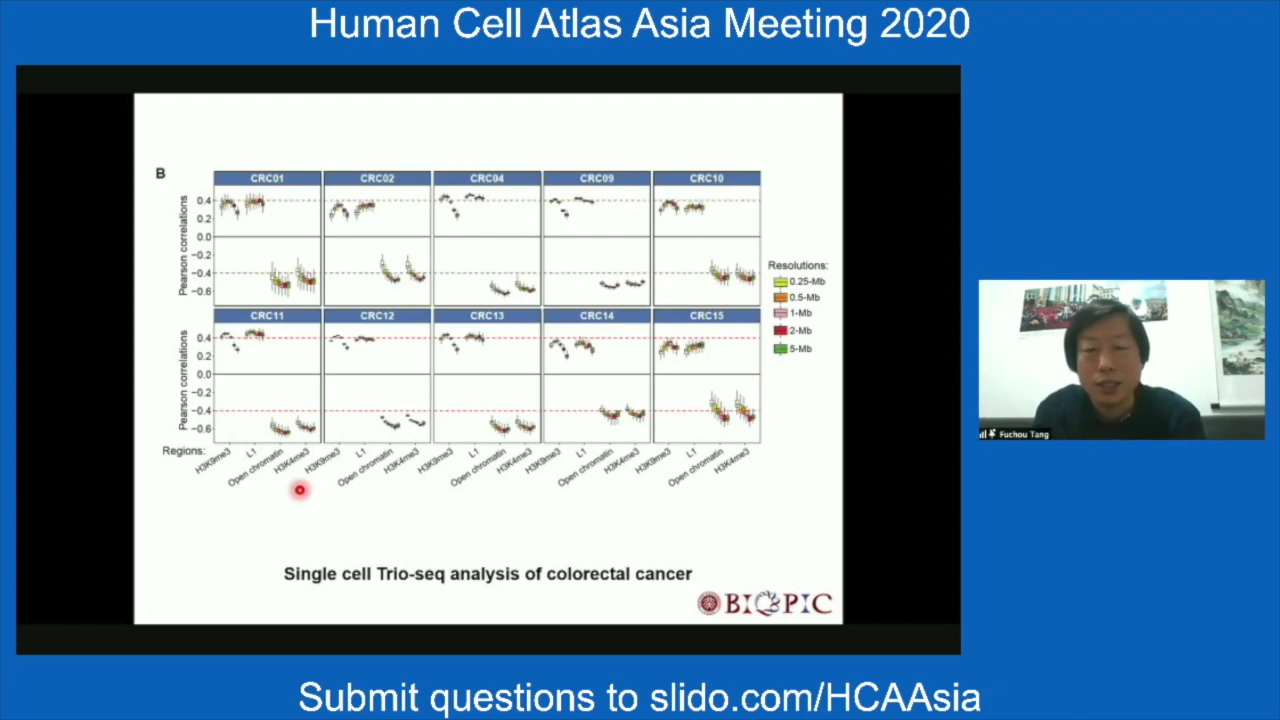 Human Cell Atlas Asia Meeting 2020
B
CRC01 CRC02 CRC04 CRC09 CRC10
Pearson correlations
0.4
0.2
0.0
−0.2
−0.4
−0.6
CRC11 CRC12 CRC13 CRC14 CRC15
Pearson correlations
0.4
0.2
0.0
−0.2
−0.4
−0.6
Resolutions:
0.25-Mb
0.5-Mb
1-Mb
2-Mb
5-Mb
Regions: H3K9me3 L1 Open chromatin H3K4me3 H3K9me3 L1 Open chromatin H3K4me3 H3K9me3 L1 Open chromatin H3K4me3 H3K9me3 L1 Open chromatin H3K4me3 H3K9me3 L1 Open chromatin H3K4me3
Single cell Trio-seq analysis of colorectal cancer
BIOPIC
Fuchou Tang
Submit questions to slido.com/HCAAsia